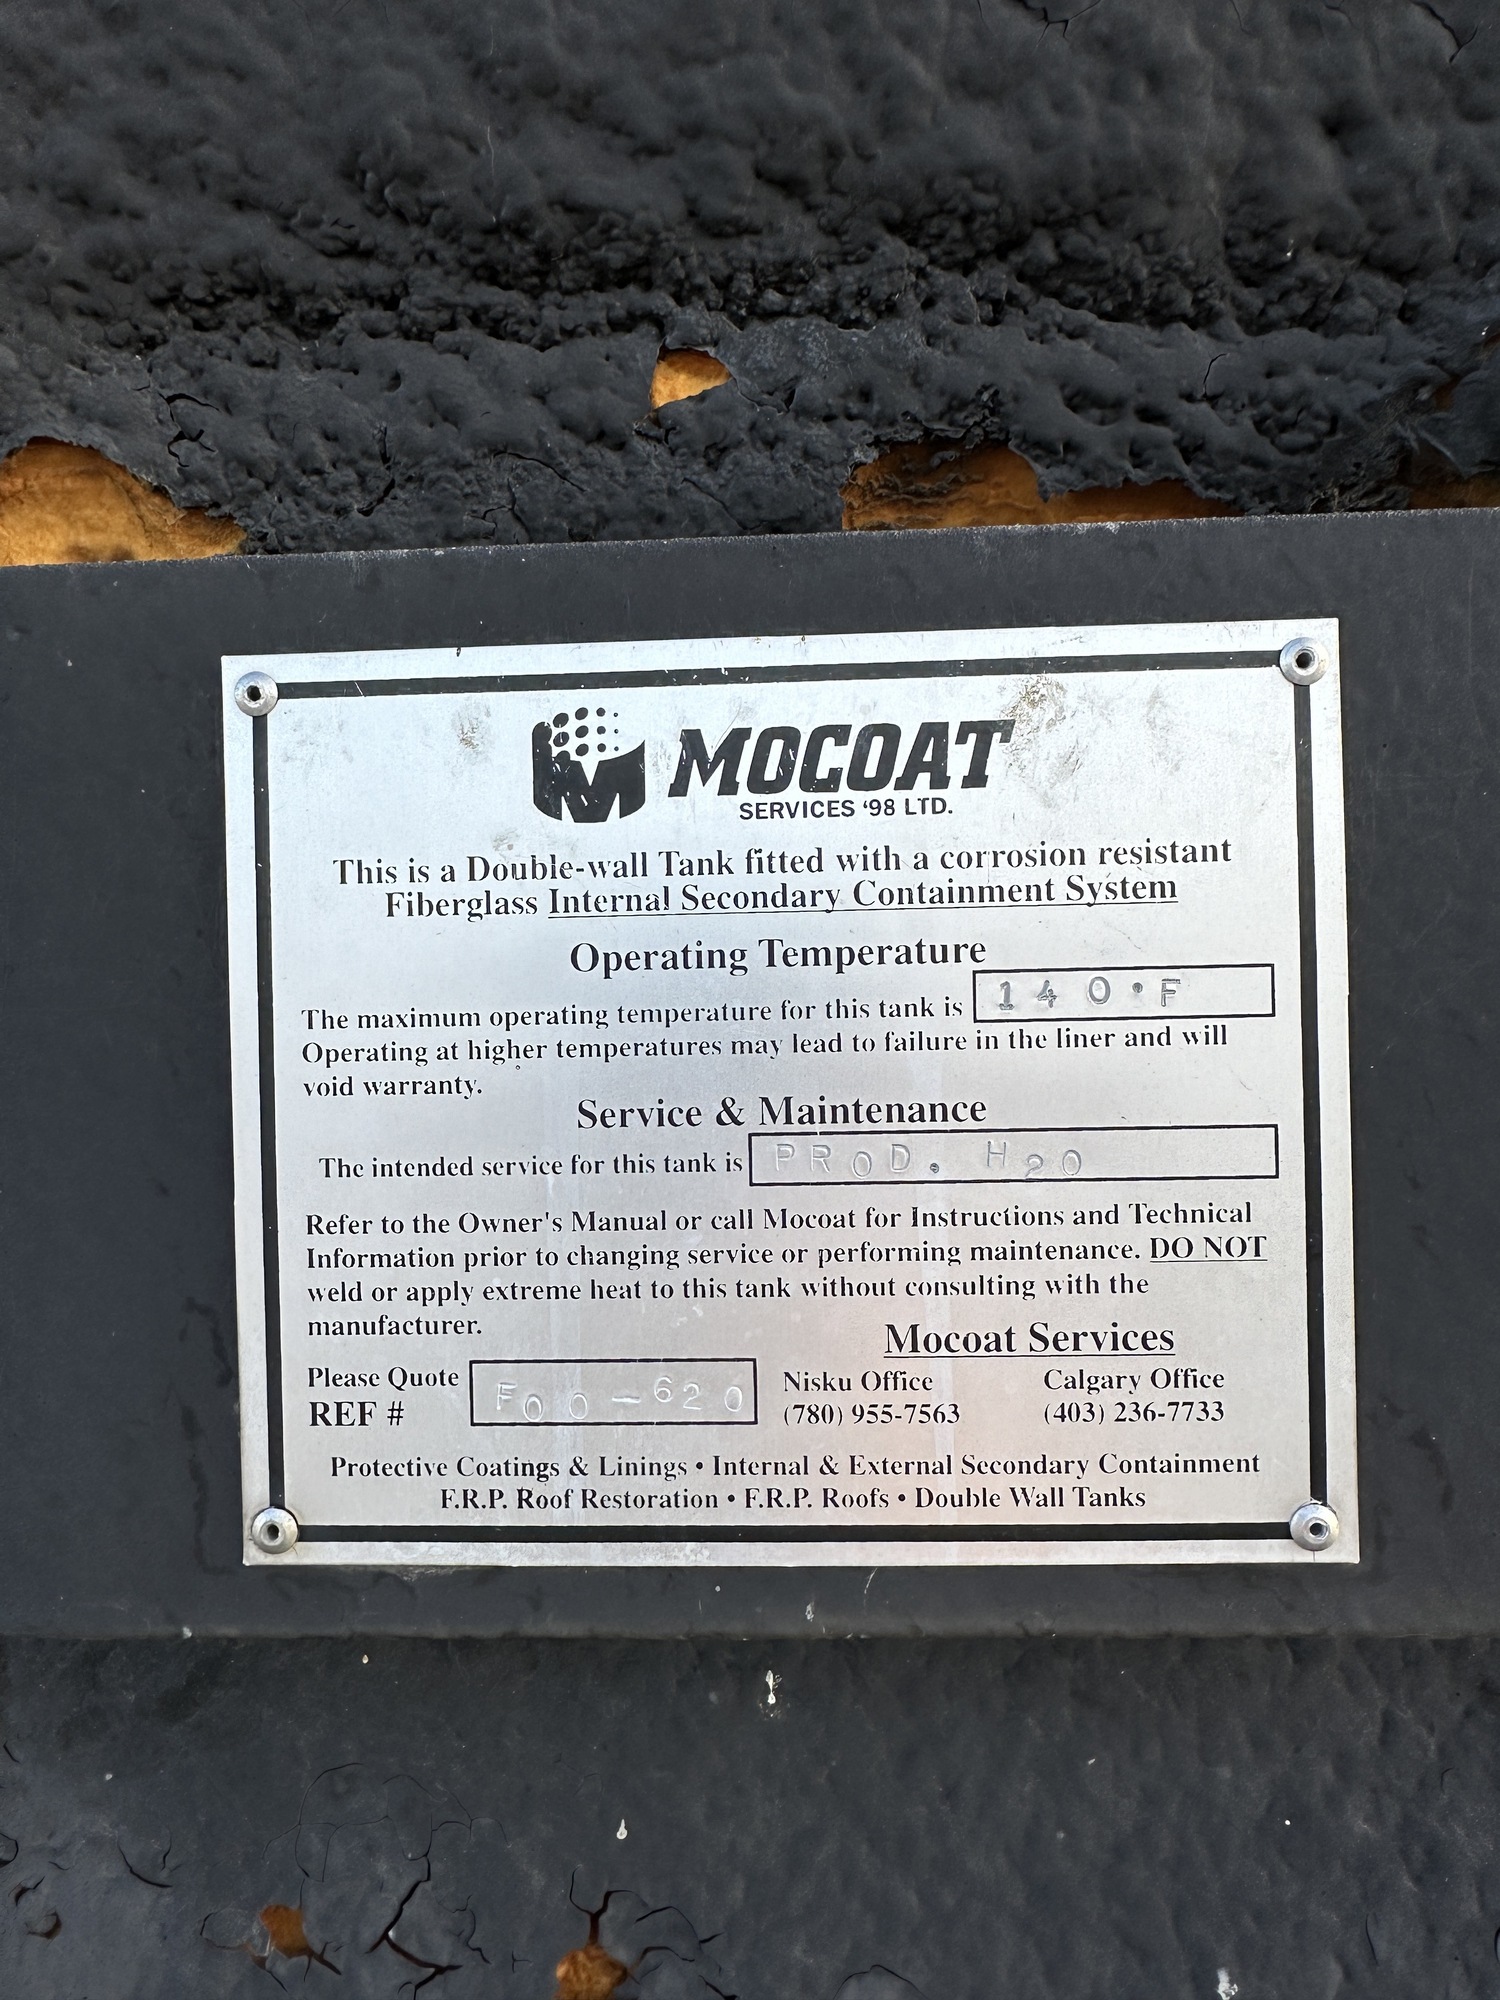 MOCOAT
SERVICES '98 LTD.
This is a Double-wall Tank fitted with a corrosion resistant
Fiberglass Internal Secondary Containment System
Operating Temperature
The maximum operating temperature for this tank is 140°F
Operating at higher temperatures may lead to failure in the liner and will
void warranty.
Service & Maintenance
The intended service for this tank is PROD. H2O
Refer to the Owner's Manual or call Mocoat for Instructions and Technical
Information prior to changing service or performing maintenance. DO NOT
weld or apply extreme heat to this tank without consulting with the
manufacturer.
Mocoat Services
Please Quote
REF # F00-620
Nisku Office
(780) 955-7563
Calgary Office
(403) 236-7733
Protective Coatings & Linings • Internal & External Secondary Containment
F.R.P. Roof Restoration • F.R.P. Roofs • Double Wall Tanks